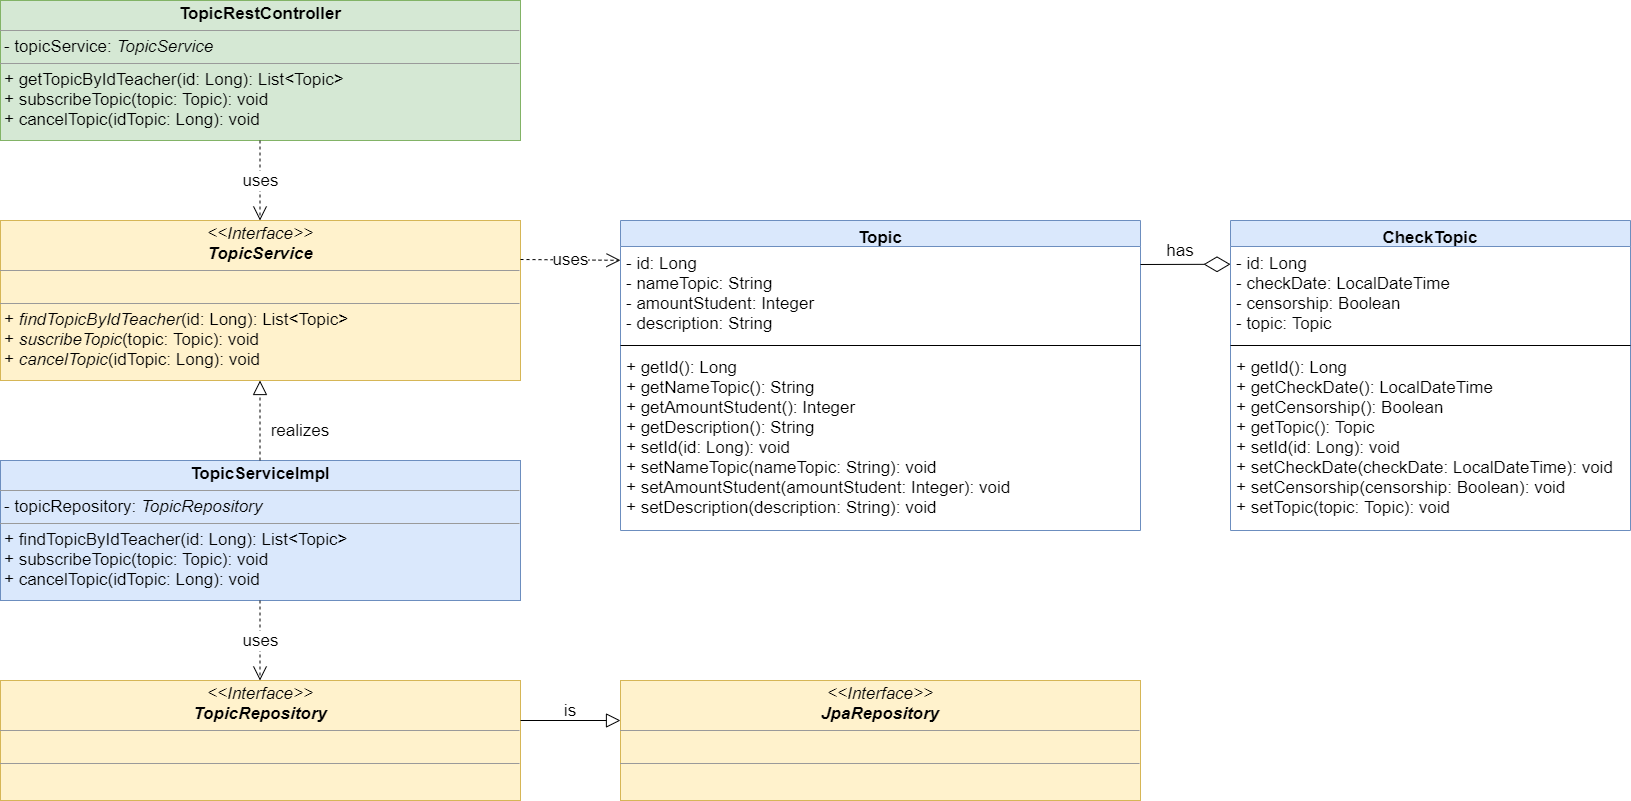 TopicRestController
- topicService: TopicService
+ getTopicByIdTeacher(id: Long): List<Topic>
+ subscribeTopic(topic: Topic): void
+ cancelTopic(idTopic: Long): void
uses
<<Interface>>
TopicService
+ findTopicByIdTeacher(id: Long): List<Topic>
+ suscribeTopic(topic: Topic): void
+ cancelTopic(idTopic: Long): void
uses
Topic
- id: Long
- nameTopic: String
- amountStudent: Integer
- description: String
+ getId(): Long
+ getNameTopic(): String
+ getAmountStudent(): Integer
+ getDescription(): String
+ setId(id: Long): void
+ setNameTopic(nameTopic: String): void
+ setAmountStudent(amountStudent: Integer): void
+ setDescription(description: String): void
has
CheckTopic
- id: Long
- checkDate: LocalDateTime
- censorship: Boolean
- topic: Topic
+ getId(): Long
+ getCheckDate(): LocalDateTime
+ getCensorship(): Boolean
+ getTopic(): Topic
+ setId(id: Long): void
+ setCheckDate(checkDate: LocalDateTime): void
+ setCensorship(censorship: Boolean): void
+ setTopic(topic: Topic): void
realizes
TopicServiceImpl
- topicRepository: TopicRepository
+ findTopicByIdTeacher(id: Long): List<Topic>
+ subscribeTopic(topic: Topic): void
+ cancelTopic(idTopic: Long): void
uses
<<Interface>>
TopicRepository
is
<<Interface>>
JpaRepository